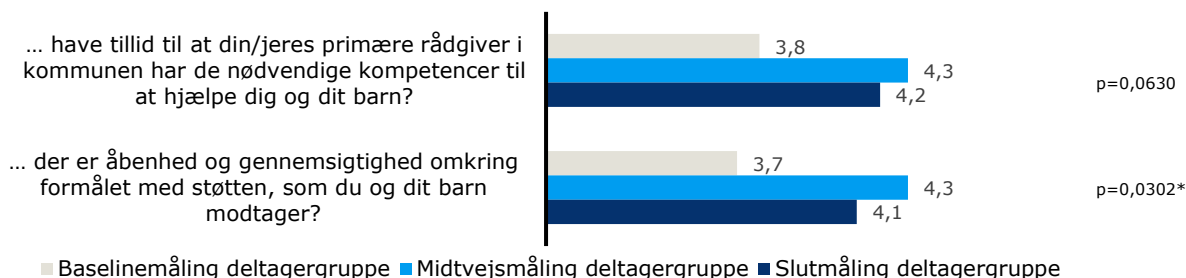 … have tillid til at din/jeres primære rådgiver i
kommunen har de nødvendige kompetencer til
at hjælpe dig og dit barn?
3,8
4,3
4,2
p=0,0630
… der er åbenhed og gennemsigtighed omkring
formålet med støtten, som du og dit barn
modtager?
3,7
4,3
4,1
p=0,0302*
Baselinemåling deltagergruppe Midtvejsmåling deltagergruppe Slutmåling deltagergruppe